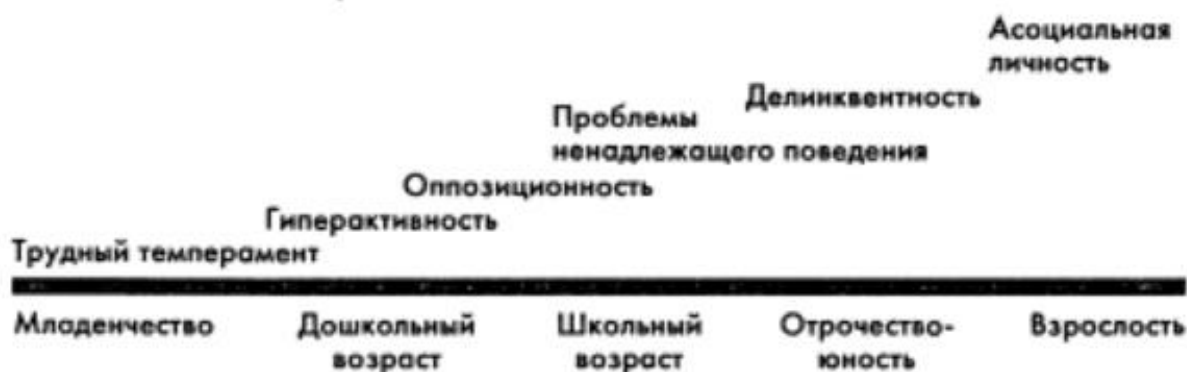 Асоциальная
личность
Делинквентность
Проблемы
ненадлежащего поведения
Оппозиционность
Гиперактивность
Трудный темперамент
Младенчество
Дошкольный
возраст
Школьный
возраст
Отрочество-
юность
Взрослость